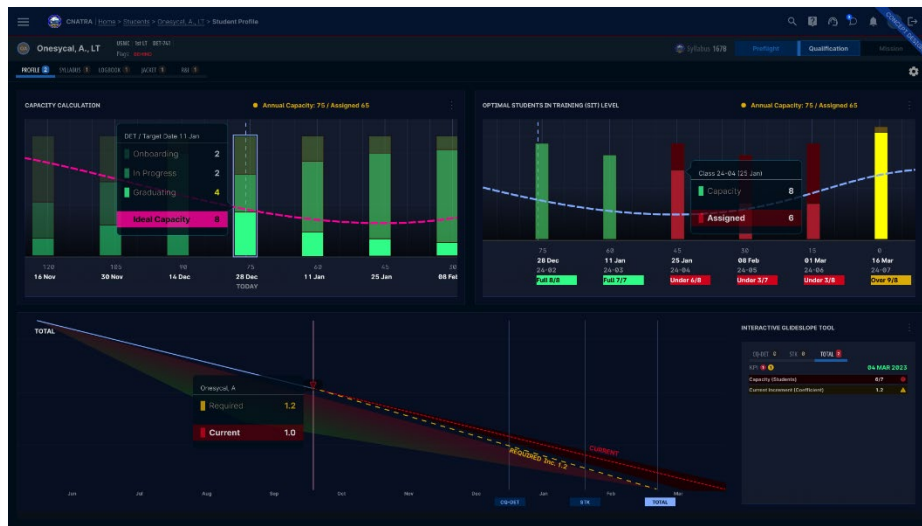 CNATRA | Home > Students > Onesycal, A., LT > Student Profile
CONCEPT DESIGN
Onesycal, A., LT
Syllabus 1678
Preflight
Qualification
Mission
PROFILE
SYLLABUS
LOGBOOK
JACKET
CAPACITY CALCULATION
Annual Capacity: 75 / Assigned 65
DET / Target Date 11 Jan
Onboarding 2
In Progress 2
Graduating 4
Ideal Capacity 8
120 105 90 75 60 45 30
16 Nov 30 Nov 14 Dec 28 Dec 11 Jan 25 Jan 08 Feb
TODAY
OPTIMAL STUDENTS IN TRAINING (SIT) LEVEL
Annual Capacity: 75 / Assigned 65
Class 24-04 (25 Jan)
Capacity 8
Assigned 6
75 60 45 30 15 0
28 Dec 11 Jan 25 Jan 08 Feb 01 Mar 16 Mar
24-02 24-03 24-04 24-05 24-06 24-07
Full 8/8 Full 7/7 Under 6/8 Under 3/7 Under 3/8 Over 9/8
TOTAL
Onesycal, A
Required 1.2
Current 1.0
CURRENT
REQUIRED Inc. 1.2
Jun Jul Aug Sep Oct Nov Dec Jan Feb Mar
CQ-DET STK TOTAL
INTERACTIVE GLIDESLOPE TOOL
CQ-DET STK TOTAL
KPI
04 MAR 2023
Capacity (Students) 6/7
Current Increment (Coefficient) 1.2